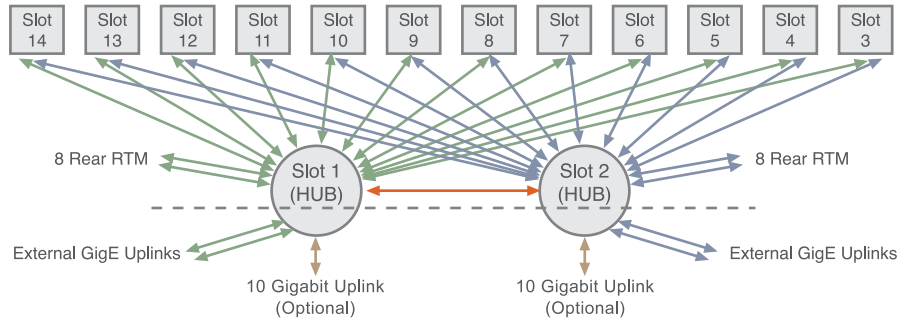 Slot
14
Slot
13
Slot
12
Slot
11
Slot
10
Slot
9
Slot
8
Slot
7
Slot
6
Slot
5
Slot
4
Slot
3
8 Rear RTM
Slot 1
(HUB)
Slot 2
(HUB)
8 Rear RTM
External GigE Uplinks
External GigE Uplinks
10 Gigabit Uplink
(Optional)
10 Gigabit Uplink
(Optional)